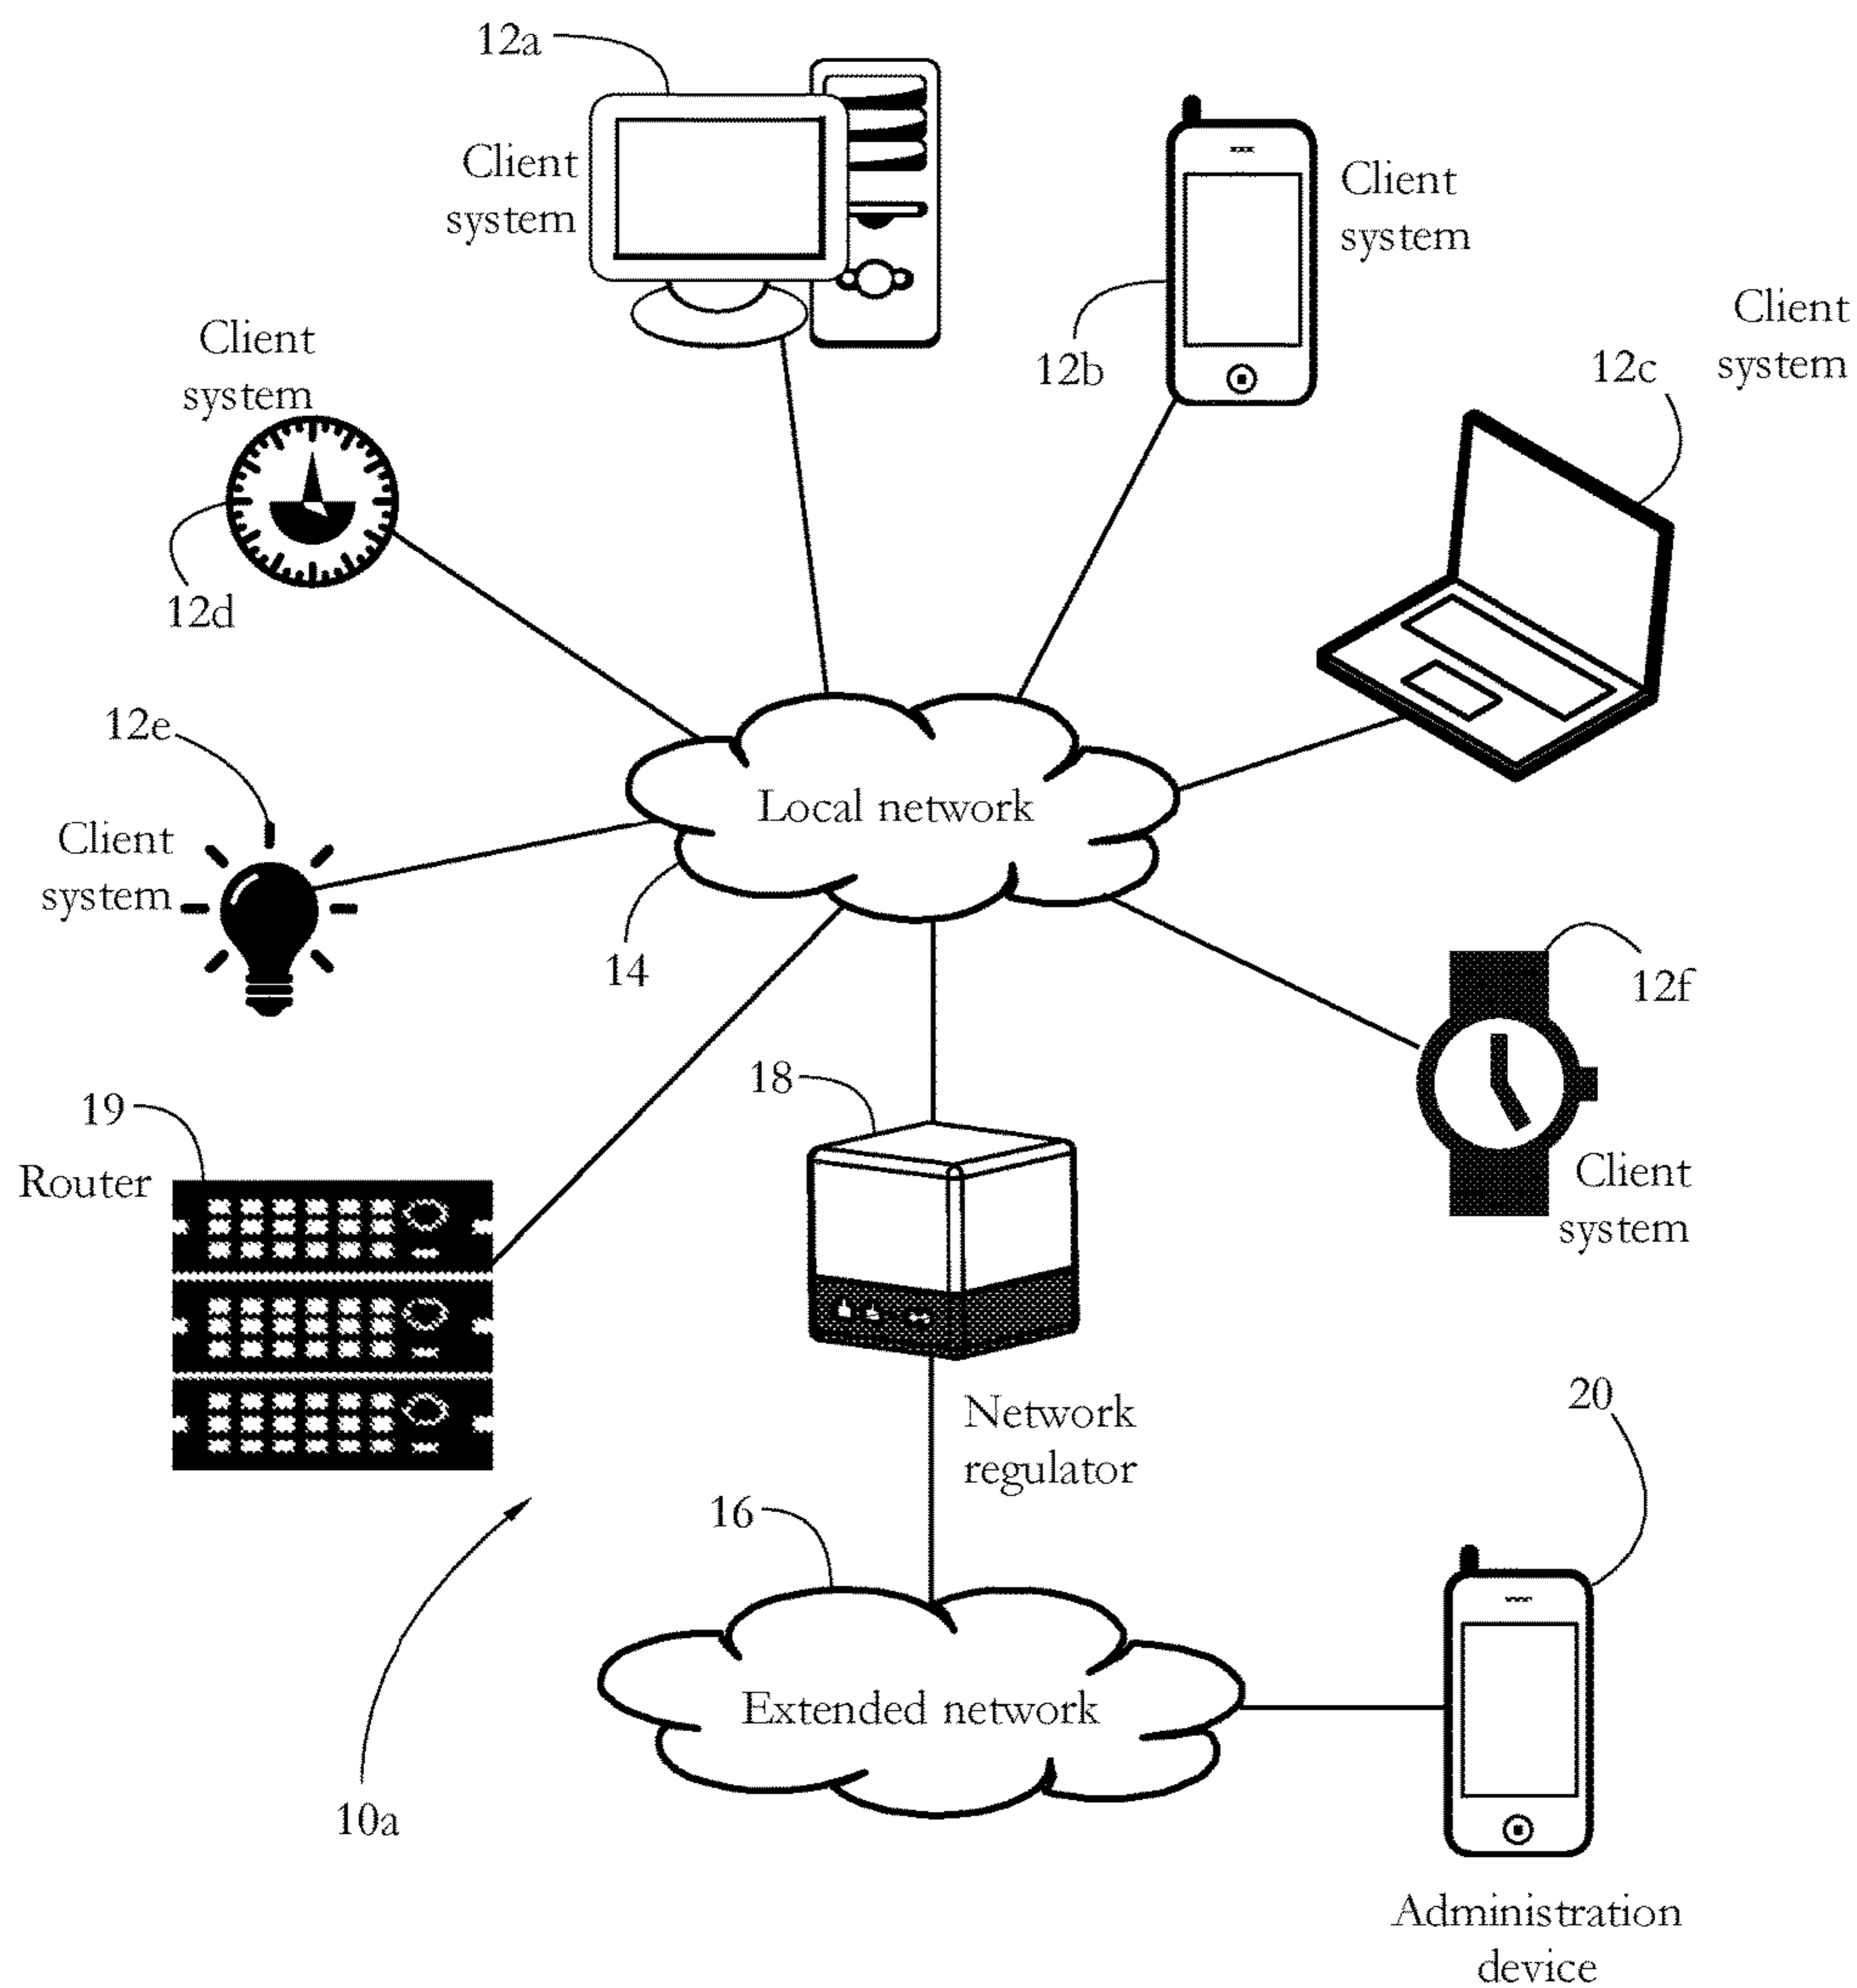 12a
Client
system
Client
system
12b
Client
system
12c
Client
system
12d
12e
Client
system
Local network
14
12f
Client
system
18
19
Router
Network
regulator
20
16
Extended network
10a
Administration
device